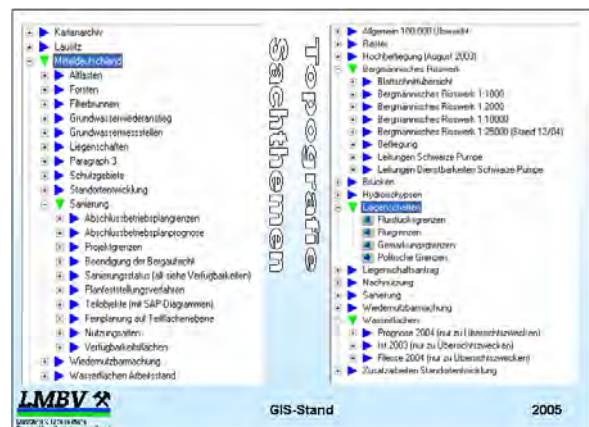 Kartenarchiv
Lausitz
Mitteldeutschland
Altlasten
Forsten
Filterbrunnen
Grundwasserwiederanstieg
Grundwassermessstellen
Liegenschaften
Paragraph 3
Schutzgebiete
Standortentwicklung
Sanierung
Abschlussbetriebsplangrenzen
Abschlussbetriebsplanprognose
Projektgrenzen
Beendigung der Bergaufsicht
Sanierungsstatus (alt siehe Verfügbarkeiten)
Planfeststellungsverfahren
Teilobjekte (mit SAP-Diagrammen)
Feinplanung auf Teilflächenebene
Nutzungsarten
Verfügbarkeitsflächen
Wiedernutzbarmachung
Wasserflächen Arbeitsstand
Sachthemen
Topografie
Allgemein 100.000 Übersicht
Raster
Hochbefliegung (August 2003)
Bergmännisches Risswerk
Blattschnittübersicht
Bergmännisches Risswerk 1:1000
Bergmännisches Risswerk 1:2000
Bergmännisches Risswerk 1:10000
Bergmännisches Risswerk 1:25000 (Stand 12/04)
Befliegung
Leitungen Schwarze Pumpe
Leitungen Dienstbarkeiten Schwarze Pumpe
Brücken
Hydroisohypsen
Liegenschaften
Flurstücksgrenzen
Flurgrenzen
Gemarkungsgrenzen
Politische Grenzen
Liegenschaftsantrag
Nachnutzung
Sanierung
Wiedernutzbarmachung
Wasserflächen
Prognose 2004 (nur zu Übersichtszwecken)
Ist 2003 (nur zu Übersichtszwecken)
Fliesse 2004 (nur zu Übersichtszwecken)
Zusatzarbeiten Standortentwicklung
LMBV
GIS-Stand
2005